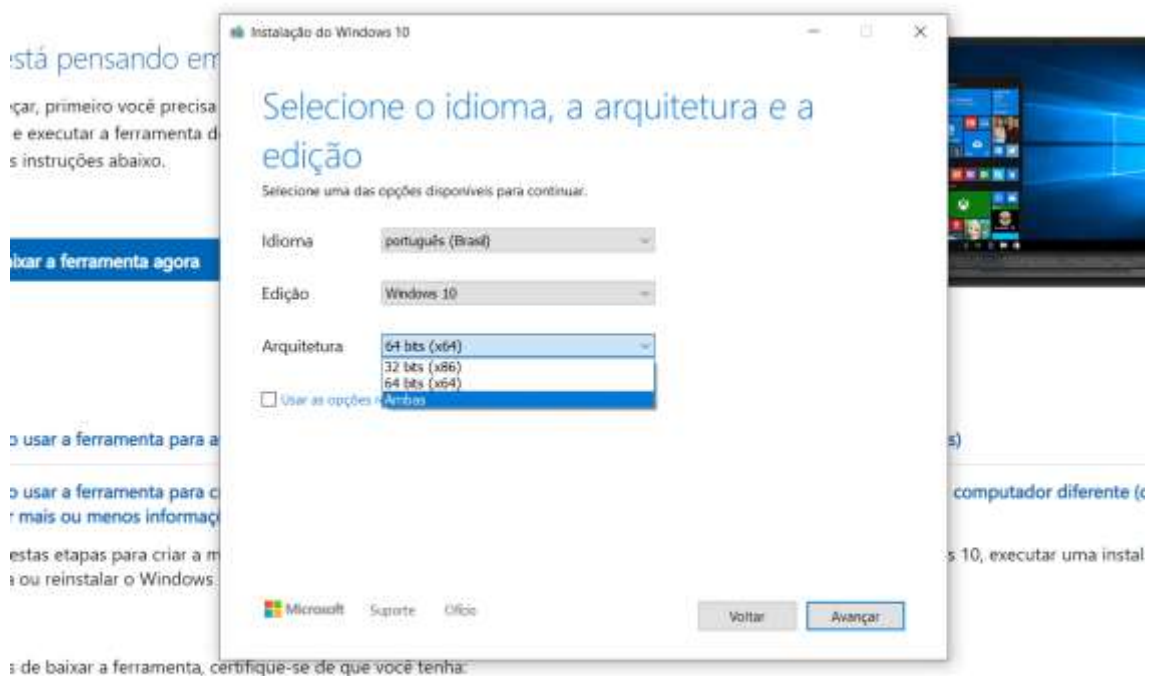 Instalação do Windows 10
está pensando em
çar, primeiro você precisa
e executar a ferramenta d
s instruções abaixo.
ixar a ferramenta agora
Selecione o idioma, a arquitetura e a
edição
Selecione uma das opções disponíveis para continuar.
Idioma português (Brasil)
Edição Windows 10
Arquitetura 64 bits (x64)
32 bits (x86)
64 bits (x64)
Usar as opções Ambas
o usar a ferramenta para a
s)
o usar a ferramenta para c
computador diferente (
r mais ou menos informaç
estas etapas para criar a m
s 10, executar uma instal
a ou reinstalar o Windows
Microsoft Suporte Ofício
Voltar Avançar
s de baixar a ferramenta, certifique-se de que você tenha: